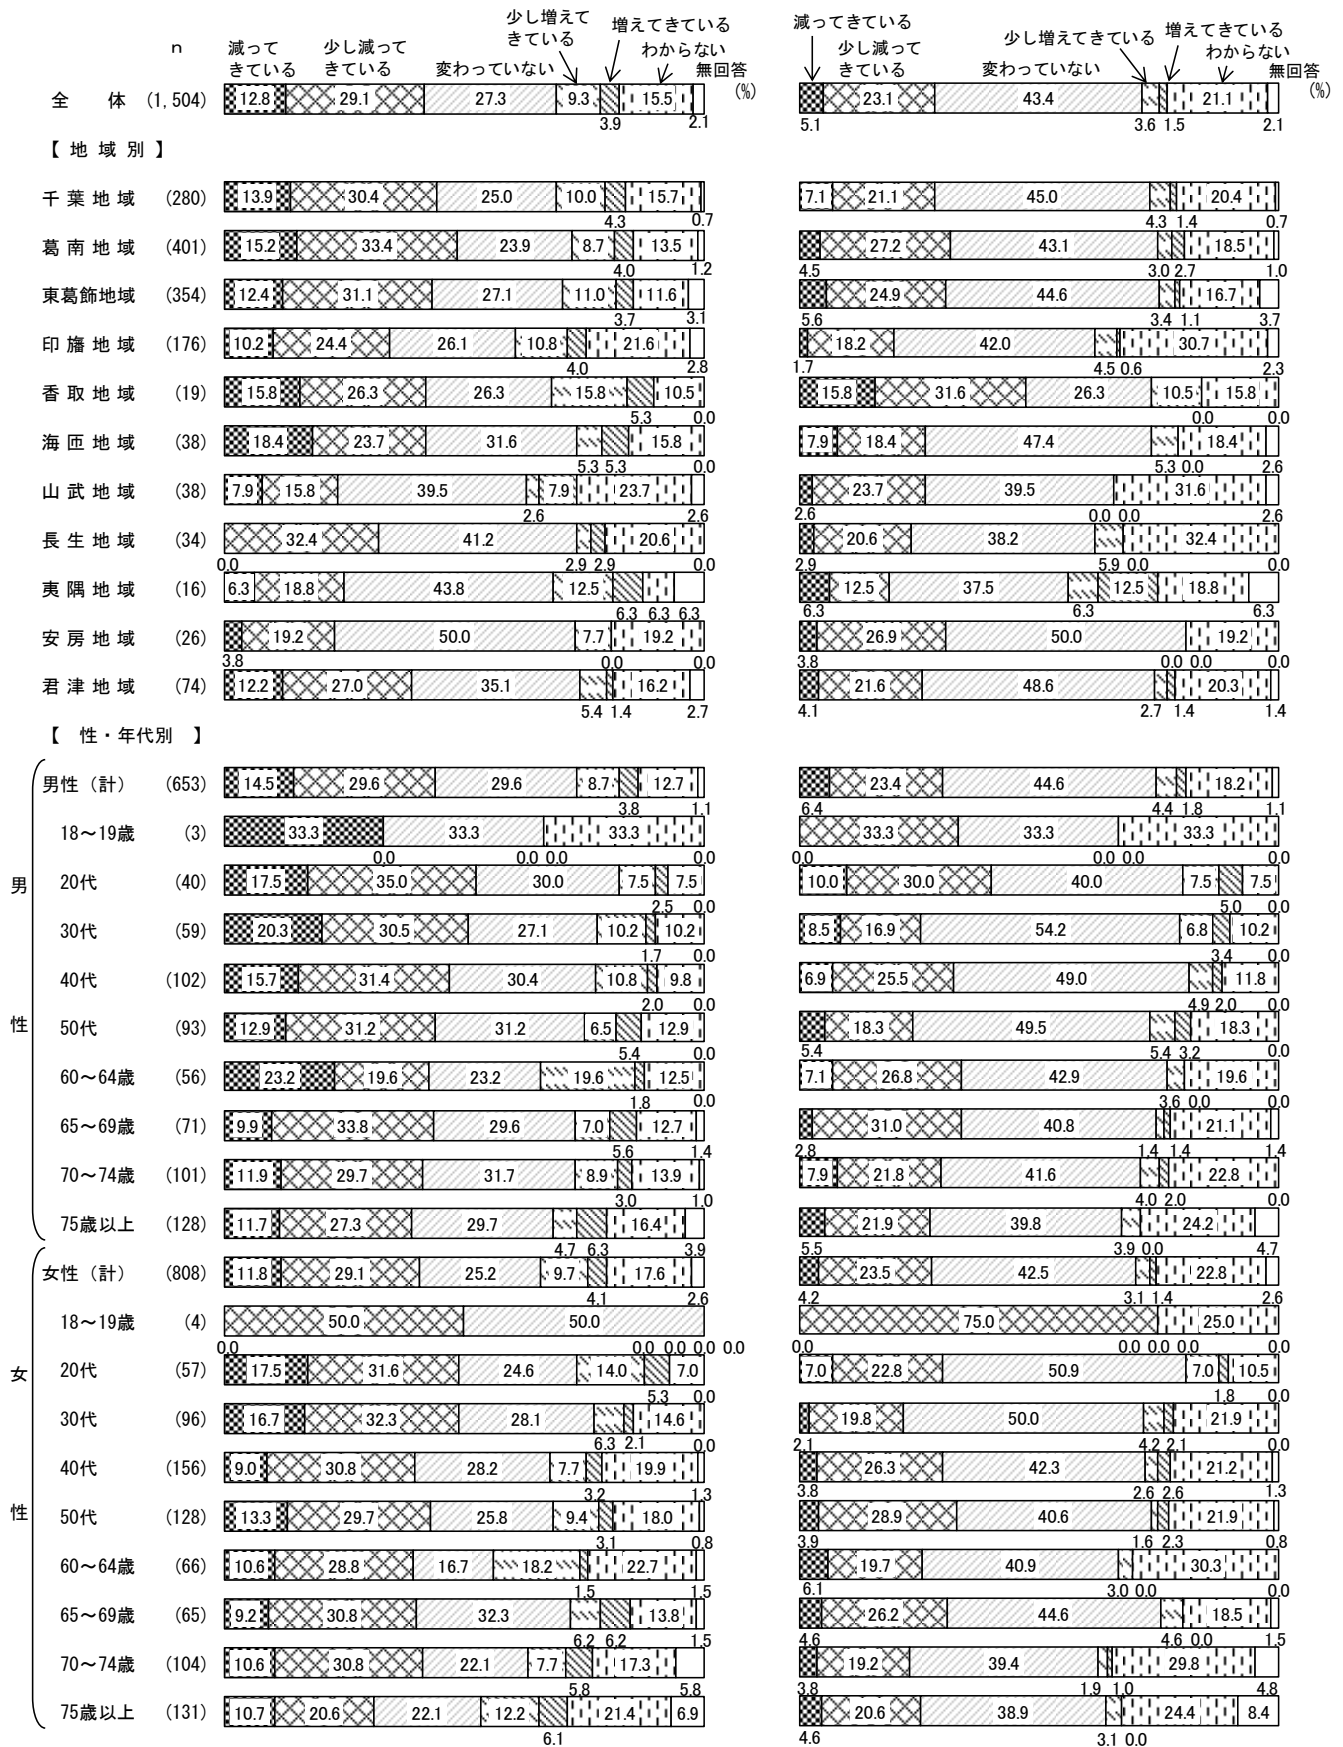 n 減ってきている 少し減ってきている 変わっていない 少し増えてきている 増えてきている わからない 無回答 (%)
減ってきている 少し減ってきている 変わっていない 少し増えてきている 増えてきている わからない 無回答 (%)
全 体 (1,504) 12.8 29.1 27.3 9.3 3.9 15.5 2.1 5.1 23.1 43.4 3.6 1.5 21.1 2.1
【 地 域 別 】
千 葉 地 域 (280) 13.9 30.4 25.0 10.0 4.3 15.7 0.7 7.1 21.1 45.0 4.3 1.4 20.4 0.7
葛 南 地 域 (401) 15.2 33.4 23.9 8.7 4.0 13.5 1.2 4.5 27.2 43.1 3.0 2.7 18.5 1.0
東葛飾地域 (354) 12.4 31.1 27.1 11.0 3.7 11.6 3.1 5.6 24.9 44.6 3.4 1.1 16.7 3.7
印 旛 地 域 (176) 10.2 24.4 26.1 10.8 4.0 21.6 2.8 1.7 18.2 42.0 4.5 0.6 30.7 2.3
香 取 地 域 (19) 15.8 26.3 26.3 15.8 5.3 10.5 0.0 15.8 31.6 26.3 10.5 0.0 15.8 0.0
海 匝 地 域 (38) 18.4 23.7 31.6 5.3 5.3 15.8 0.0 7.9 18.4 47.4 5.3 0.0 18.4 2.6
山 武 地 域 (38) 7.9 15.8 39.5 2.6 7.9 23.7 2.6 2.6 23.7 39.5 0.0 0.0 31.6 2.6
長 生 地 域 (34) 0.0 32.4 41.2 2.9 2.9 20.6 0.0 2.9 20.6 38.2 5.9 0.0 32.4 0.0
夷 隅 地 域 (16) 6.3 18.8 43.8 12.5 6.3 6.3 6.3 6.3 12.5 37.5 6.3 12.5 18.8 6.3
安 房 地 域 (26) 3.8 19.2 50.0 7.7 0.0 19.2 0.0 3.8 26.9 50.0 0.0 0.0 19.2 0.0
君 津 地 域 (74) 12.2 27.0 35.1 5.4 1.4 16.2 2.7 4.1 21.6 48.6 2.7 1.4 20.3 1.4
【 性・年代別 】
男性（計） (653) 14.5 29.6 29.6 8.7 3.8 12.7 1.1 6.4 23.4 44.6 4.4 1.8 18.2 1.1
18～19歳 (3) 33.3 0.0 33.3 0.0 0.0 33.3 0.0 0.0 33.3 33.3 0.0 0.0 33.3 0.0
男 20代 (40) 17.5 35.0 30.0 7.5 2.5 7.5 0.0 10.0 30.0 40.0 7.5 5.0 7.5 0.0
30代 (59) 20.3 30.5 27.1 10.2 1.7 10.2 0.0 8.5 16.9 54.2 6.8 3.4 10.2 0.0
40代 (102) 15.7 31.4 30.4 10.8 2.0 9.8 0.0 6.9 25.5 49.0 4.9 2.0 11.8 0.0
性 50代 (93) 12.9 31.2 31.2 6.5 5.4 12.9 0.0 5.4 18.3 49.5 5.4 3.2 18.3 0.0
60～64歳 (56) 23.2 19.6 23.2 19.6 1.8 12.5 0.0 7.1 26.8 42.9 3.6 0.0 19.6 0.0
65～69歳 (71) 9.9 33.8 29.6 7.0 5.6 12.7 1.4 2.8 31.0 40.8 1.4 1.4 21.1 1.4
70～74歳 (101) 11.9 29.7 31.7 8.9 3.0 13.9 1.0 7.9 21.8 41.6 4.0 2.0 22.8 0.0
75歳以上 (128) 11.7 27.3 29.7 4.7 6.3 16.4 3.9 5.5 21.9 39.8 3.9 0.0 24.2 4.7
女性（計） (808) 11.8 29.1 25.2 9.7 4.1 17.6 2.6 4.2 23.5 42.5 3.1 1.4 22.8 2.6
18～19歳 (4) 0.0 50.0 50.0 0.0 0.0 0.0 0.0 0.0 75.0 0.0 0.0 0.0 25.0 0.0
女 20代 (57) 17.5 31.6 24.6 14.0 5.3 7.0 0.0 7.0 22.8 50.9 7.0 1.8 10.5 0.0
30代 (96) 16.7 32.3 28.1 6.3 2.1 14.6 0.0 2.1 19.8 50.0 4.2 2.1 21.9 0.0
40代 (156) 9.0 30.8 28.2 7.7 3.2 19.9 1.3 3.8 26.3 42.3 2.6 2.6 21.2 1.3
性 50代 (128) 13.3 29.7 25.8 9.4 3.1 18.0 0.8 3.9 28.9 40.6 1.6 2.3 21.9 0.8
60～64歳 (66) 10.6 28.8 16.7 18.2 1.5 22.7 1.5 6.1 19.7 40.9 3.0 0.0 30.3 0.0
65～69歳 (65) 9.2 30.8 32.3 6.2 6.2 13.8 1.5 4.6 26.2 44.6 4.6 0.0 18.5 1.5
70～74歳 (104) 10.6 30.8 22.1 7.7 5.8 17.3 5.8 3.8 19.2 39.4 1.9 1.0 29.8 4.8
75歳以上 (131) 10.7 20.6 22.1 12.2 6.1 21.4 6.9 4.6 20.6 38.9 3.1 0.0 24.4 8.4